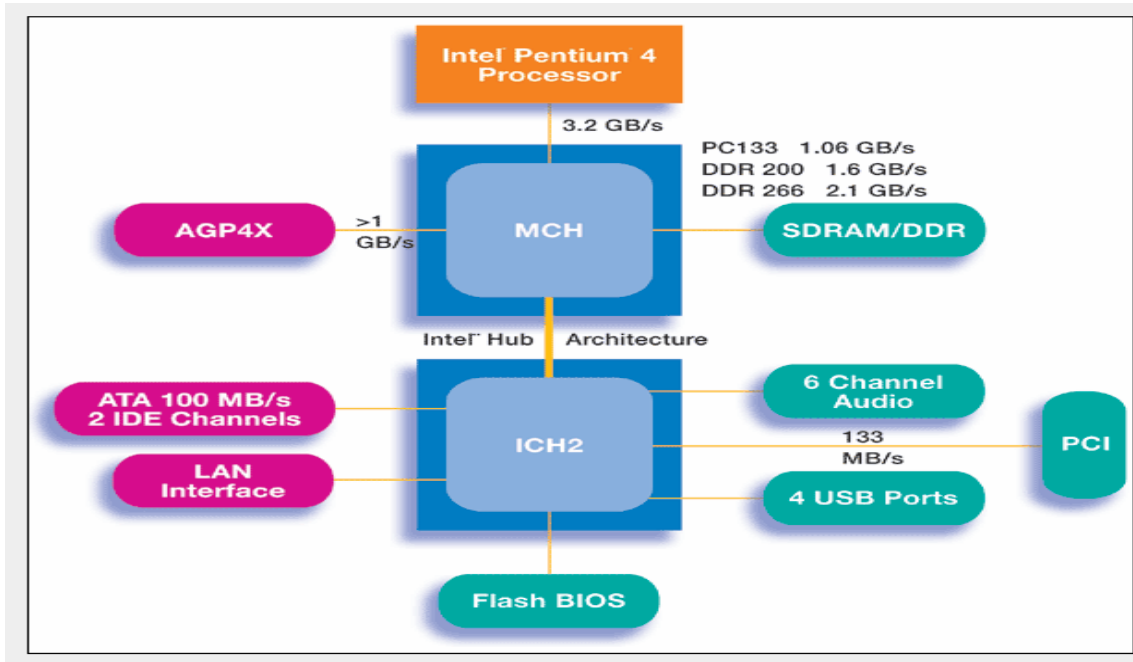 Intel Pentium 4
Processor
3.2 GB/s
PC133 1.06 GB/s
DDR 200 1.6 GB/s
DDR 266 2.1 GB/s
AGP4X
>1
GB/s
MCH
SDRAM/DDR
Intel Hub Architecture
ATA 100 MB/s
2 IDE Channels
6 Channel
Audio
ICH2
133
MB/s
PCI
LAN
Interface
4 USB Ports
Flash BIOS